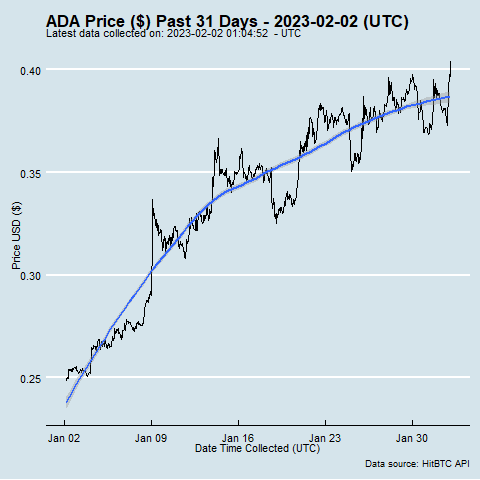 ADA Price ($) Past 31 Days - 2023-02-02 (UTC)
Latest data collected on: 2023-02-02 01:04:52 - UTC
0.40
0.35
0.30
0.25
Price USD ($)
Jan 02 Jan 09 Jan 16 Jan 23 Jan 30
Date Time Collected (UTC)
Data source: HitBTC API